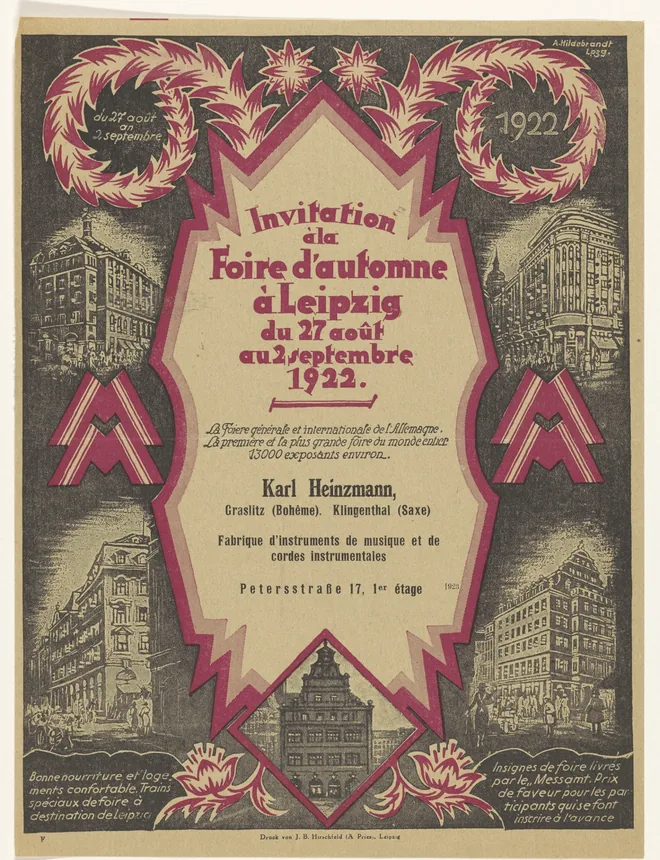 A. Hildebrandt
Lpzg.
du 27 août
au
2, septembre
1922
Invitation
à la
Foire d'automne
à Leipzig
du 27 août
au 2, septembre
1922.
La Foiere générale et internationale de l'Allemagne.
La première et la plus grande foire du monde entier
13000 exposants environ.
Karl Heinzmann,
Graslitz (Bohême). Klingenthal (Saxe)
Fabrique d'instruments de musique et de
cordes instrumentales
Petersstraße 17, 1er étage
1923
Bonne nourriture et loge,
ments confortable. Trains
spéciaux de foire à
destination de Leipzig
Insignes de foire livrés
par le,, Messamt. Prix
de faveur pour les par-
ticipants qui se font
inscrire à l'avance
F
Druck von J. B. Hirschfeld (A. Pries), Leipzig